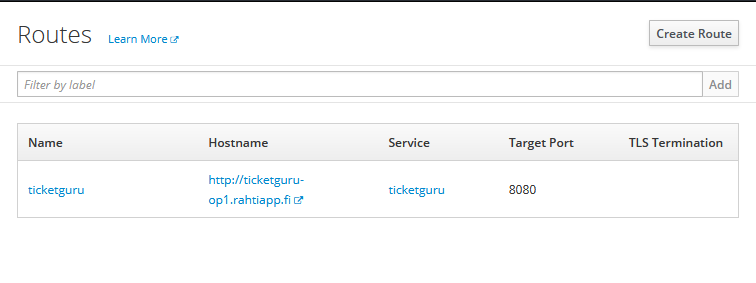 Routes Learn More
Create Route
Filter by label
Add
Name Hostname Service Target Port TLS Termination
ticketguru http://ticketguru- ticketguru 8080
op1.rahtiapp.fi